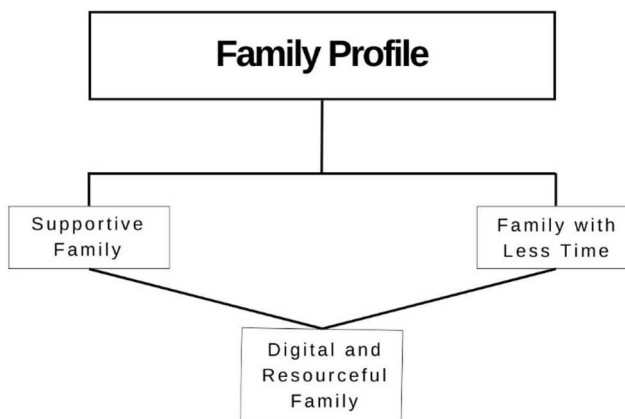 Family Profile
Supportive
Family
Family with
Less Time
Digital and
Resourceful
Family